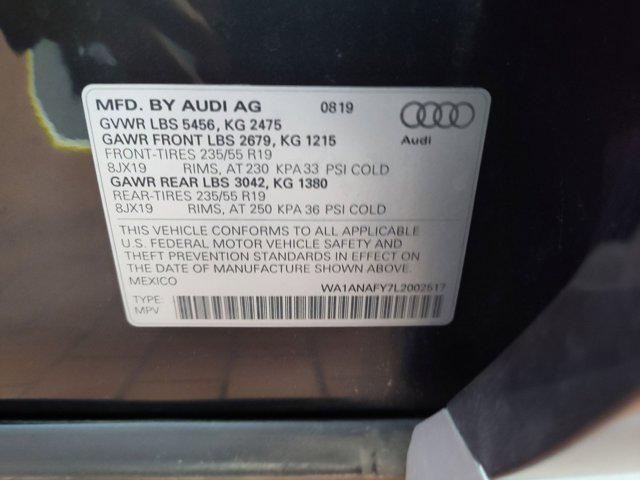 MFD. BY AUDI AG 0819
GVWR LBS 5456, KG 2475
GAWR FRONT LBS 2679, KG 1215
FRONT-TIRES 235/55 R19
8JX19 RIMS, AT 230 KPA 33 PSI COLD
GAWR REAR LBS 3042, KG 1380
REAR-TIRES 235/55 R19
8JX19 RIMS, AT 250 KPA 36 PSI COLD
Audi
THIS VEHICLE CONFORMS TO ALL APPLICABLE
U.S. FEDERAL MOTOR VEHICLE SAFETY AND
THEFT PREVENTION STANDARDS IN EFFECT ON
THE DATE OF MANUFACTURE SHOWN ABOVE.
MEXICO
WA1ANAFY7L2002517
TYPE:
MPV